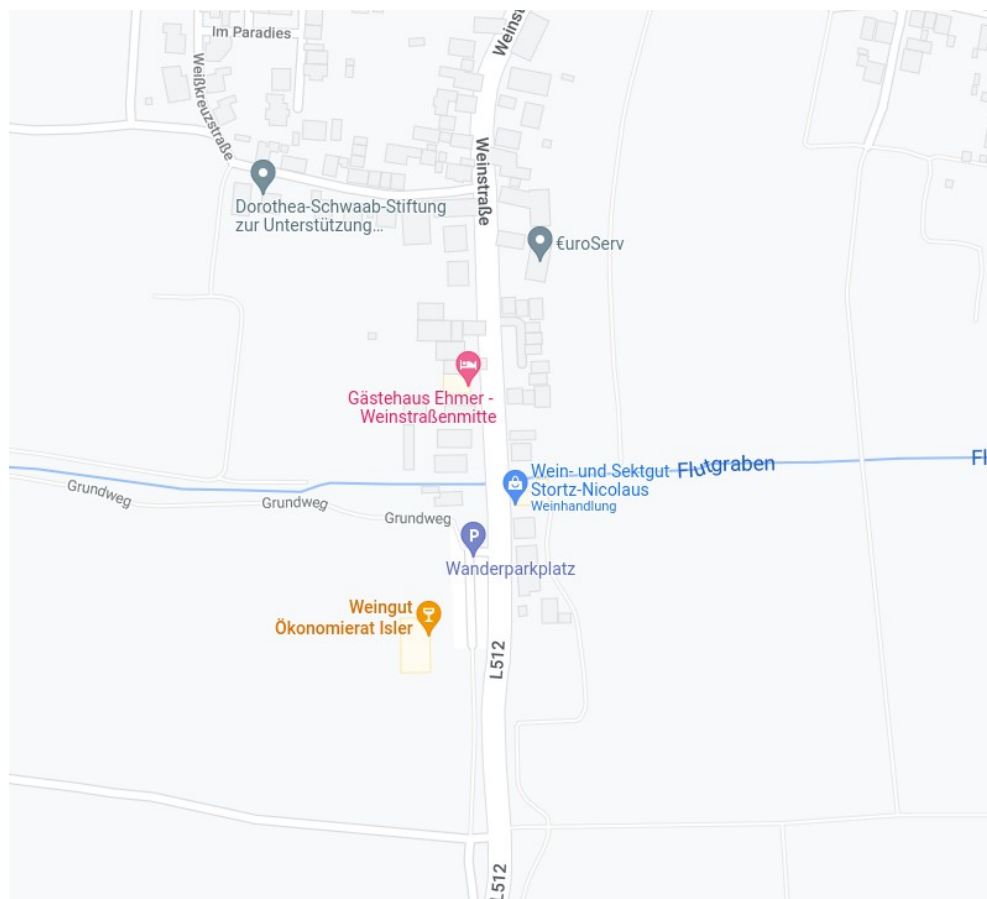 Im Paradies
Weinst
Weißkreuzstraße
Weinstraße
Dorothea-Schwaab-Stiftung
zur Unterstützung...
€uroServ
Gästehaus Ehmer -
Weinstraßenmitte
Wein- und Sektgut
Stortz-Nicolaus
Weinhandlung
Flutgraben
Fl
Grundweg
Grundweg
Grundweg
P
Wanderparkplatz
Weingut
Ökonomierat Isler
L512
L512